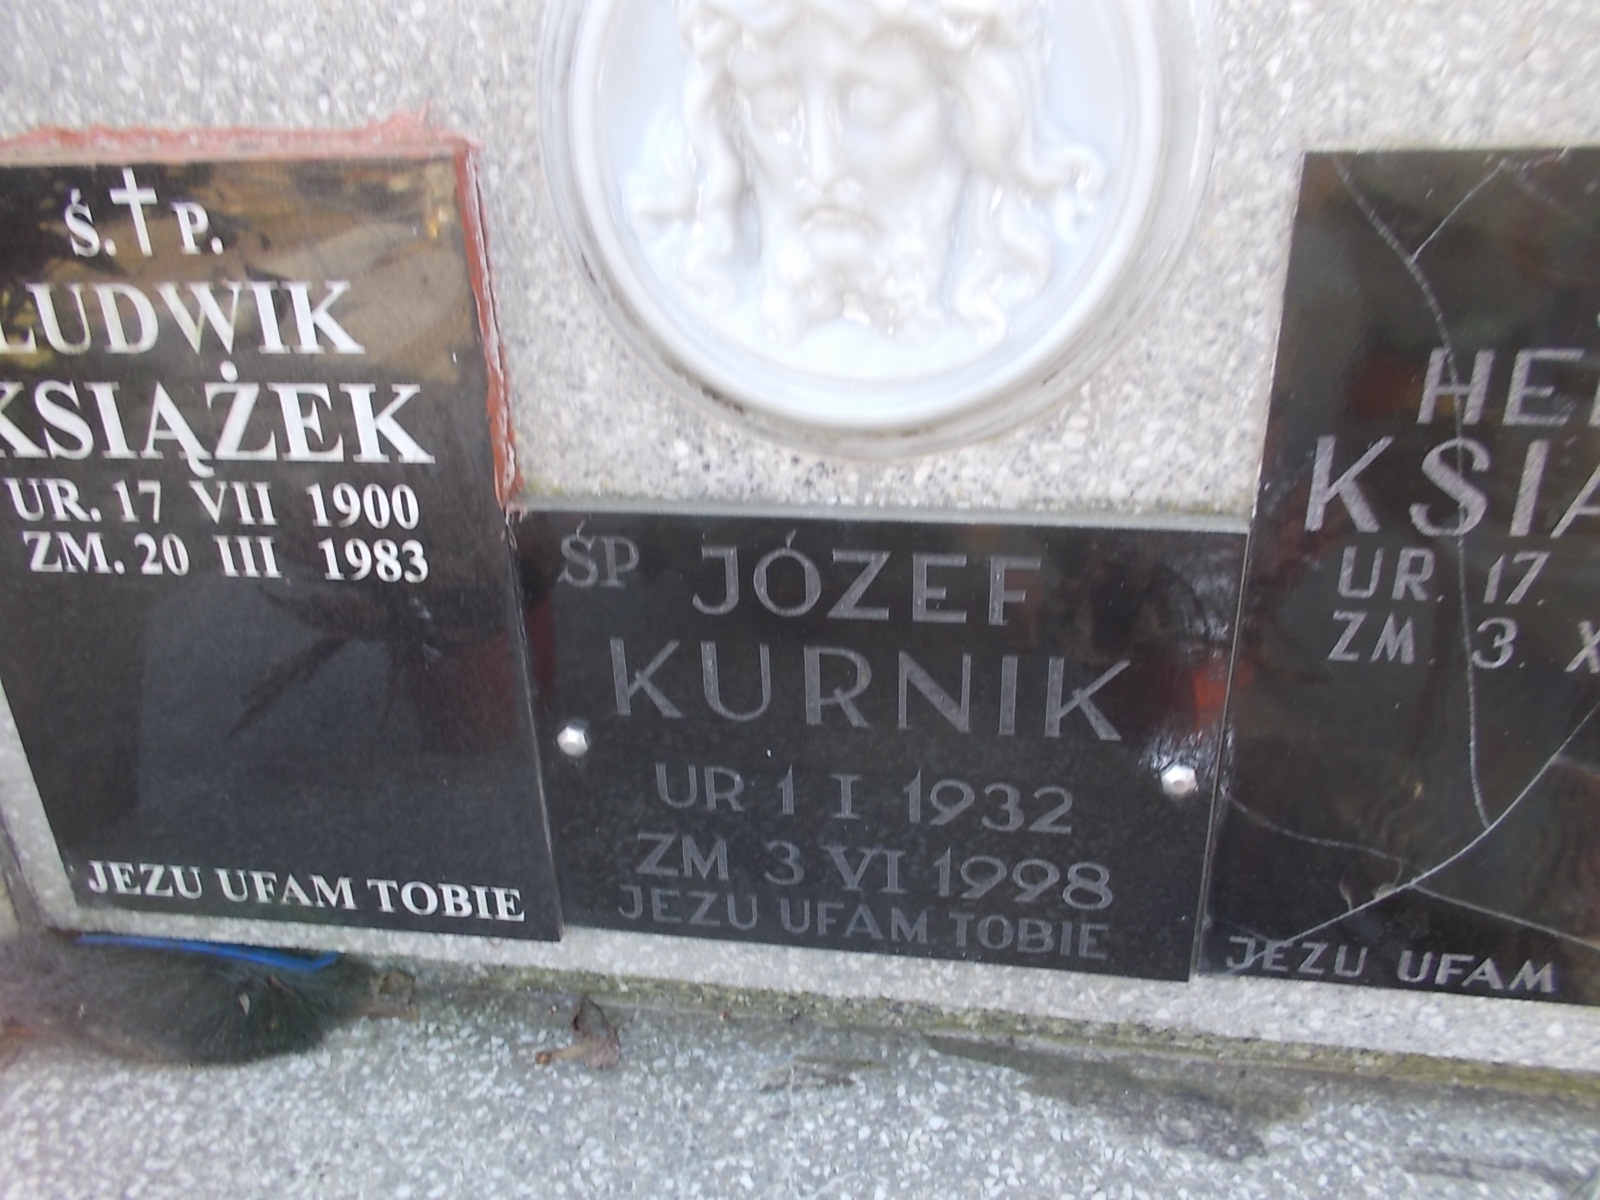 Ś.†P.
LUDWIK
KSIĄŻEK
UR. 17 VII 1900
ZM. 20 III 1983
JEZU UFAM TOBIE
ŚP JÓZEF
KURNIK
UR 1 I 1932
ZM 3 VI 1998
JEZU UFAM TOBIE
UR. 17.
ZM. 3.
JEZU UFAM